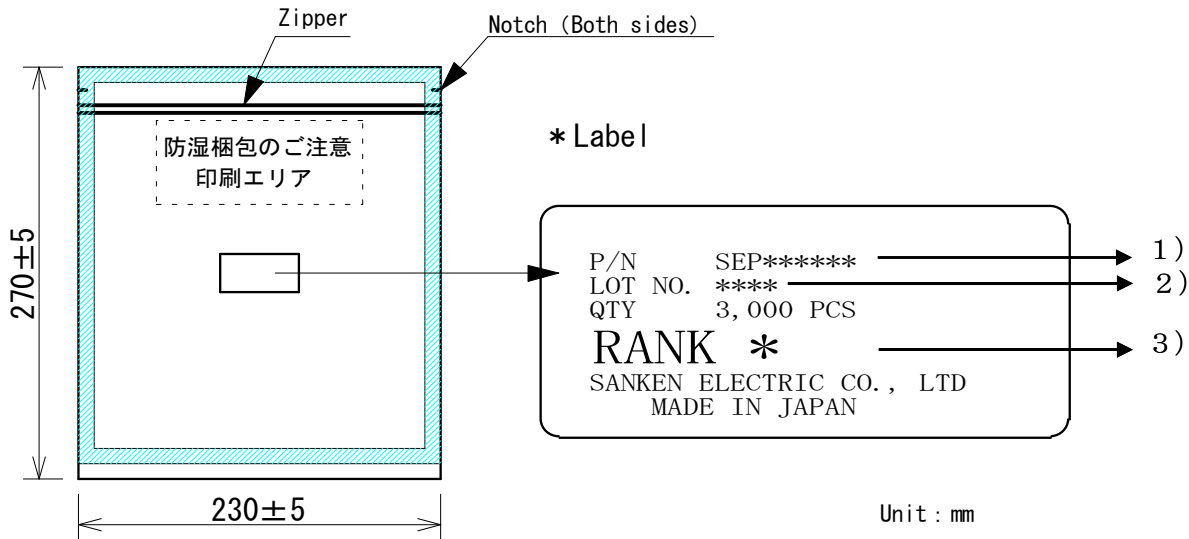 Zipper
Notch (Both sides)
防湿梱包のご注意
印刷エリア
270±5
230±5
*Label
P/N SEP****** 1)
LOT NO. **** 2)
QTY 3,000 PCS
RANK * 3)
SANKEN ELECTRIC CO., LTD
MADE IN JAPAN
Unit : mm